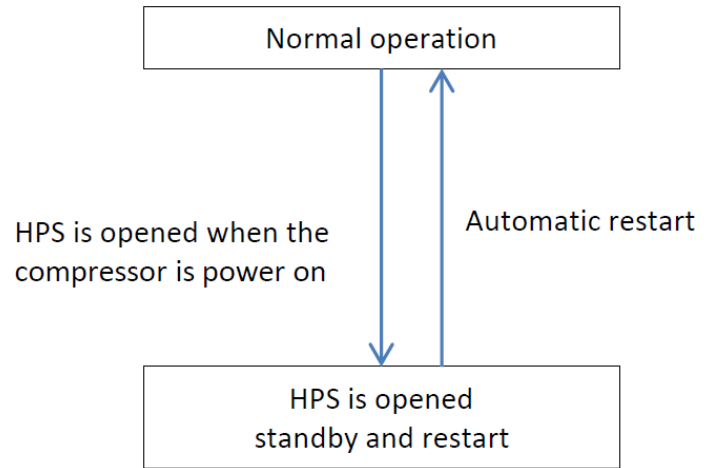 Normal operation
HPS is opened when the
compressor is power on
Automatic restart
HPS is opened
standby and restart